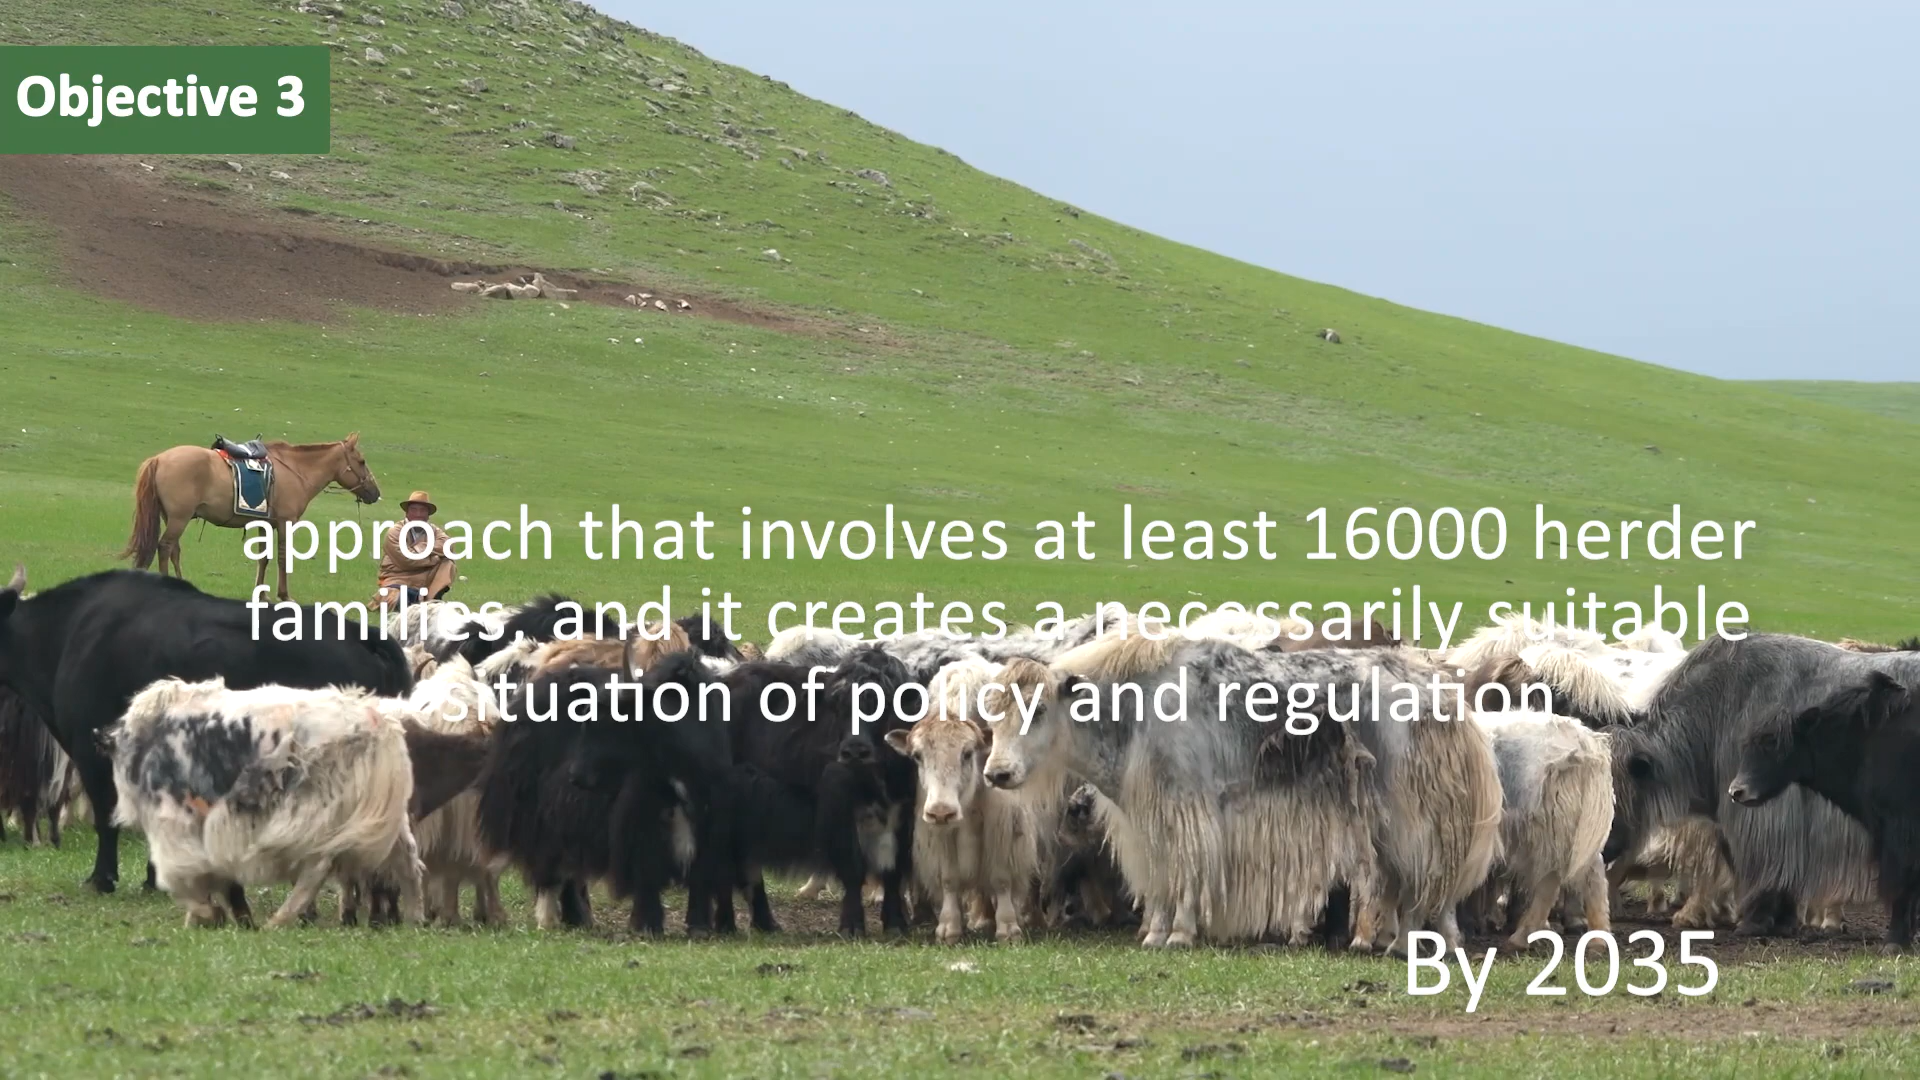 Objective 3
approach that involves at least 16000 herder
families, and it creates a necessarily suitable
situation of policy and regulation
By 2035